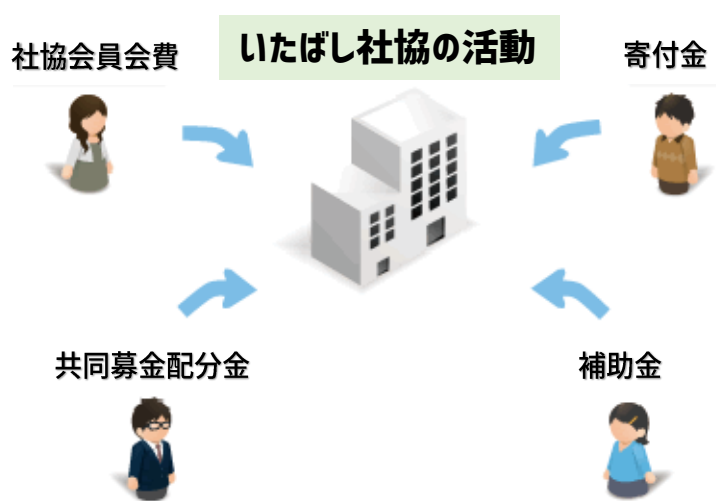 いたばし社協の活動
社協会員会費
寄付金
共同募金配分金
補助金